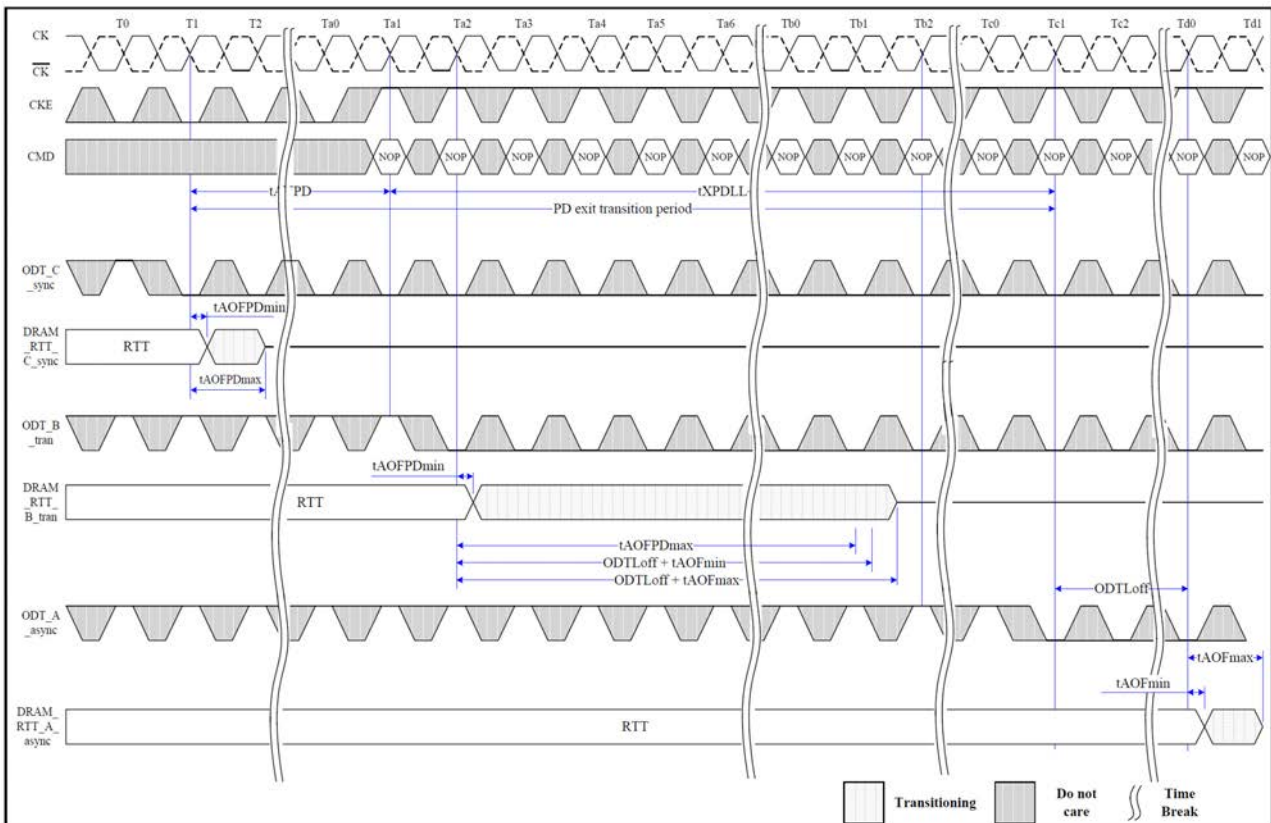 T0 T1 T2 Ta0 Ta1 Ta2 Ta3 Ta4 Ta5 Ta6 Tb0 Tb1 Tb2 Tc0 Tc1 Tc2 Td0 Td1
CK
CK
CKE
CMD
NOP NOP NOP NOP NOP NOP NOP NOP NOP NOP NOP NOP NOP NOP
tXPDLL
PD exit transition period
ODT_C
_sync
tAOFPDmin
DRAM
_RTT_
C_sync
RTT
tAOFPDmax
ODT_B
_tran
tAOFPDmin
DRAM
_RTT_
B_tran
RTT
tAOFPDmax
ODTLoff + tAOFmin
ODTLoff + tAOFmax
ODTLoff
ODT_A
_async
tAOFmax
tAOFmin
DRAM_
RTT_A_
async
RTT
Transitioning
Do not
care
Time
Break